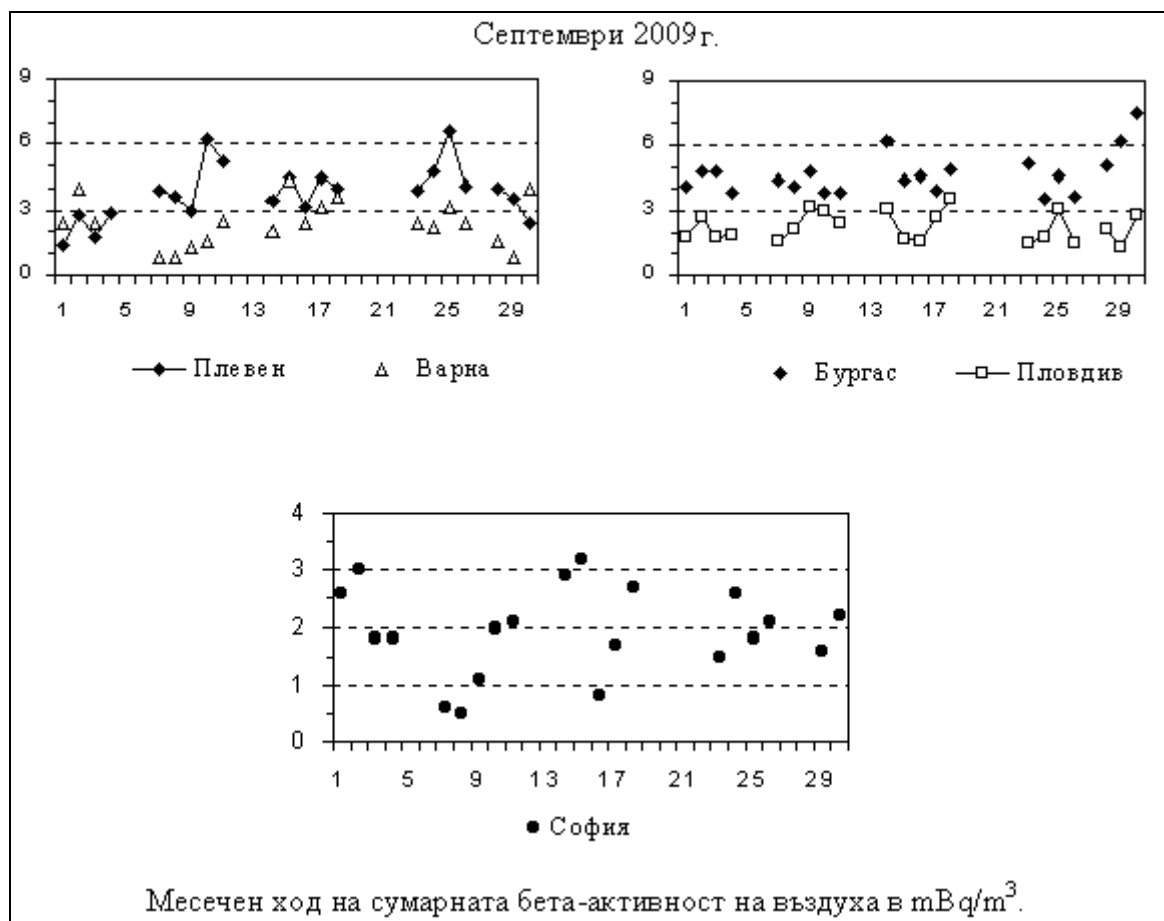 Септември 2009г.
9
6
3
0
1 5 9 13 17 21 25 29
Плевен Варна
9
6
3
0
1 5 9 13 17 21 25 29
Бургас Пловдив
4
3
2
1
0
1 5 9 13 17 21 25 29
София
Месечен ход на сумарната бета-активност на въздуха в mBq/m³.